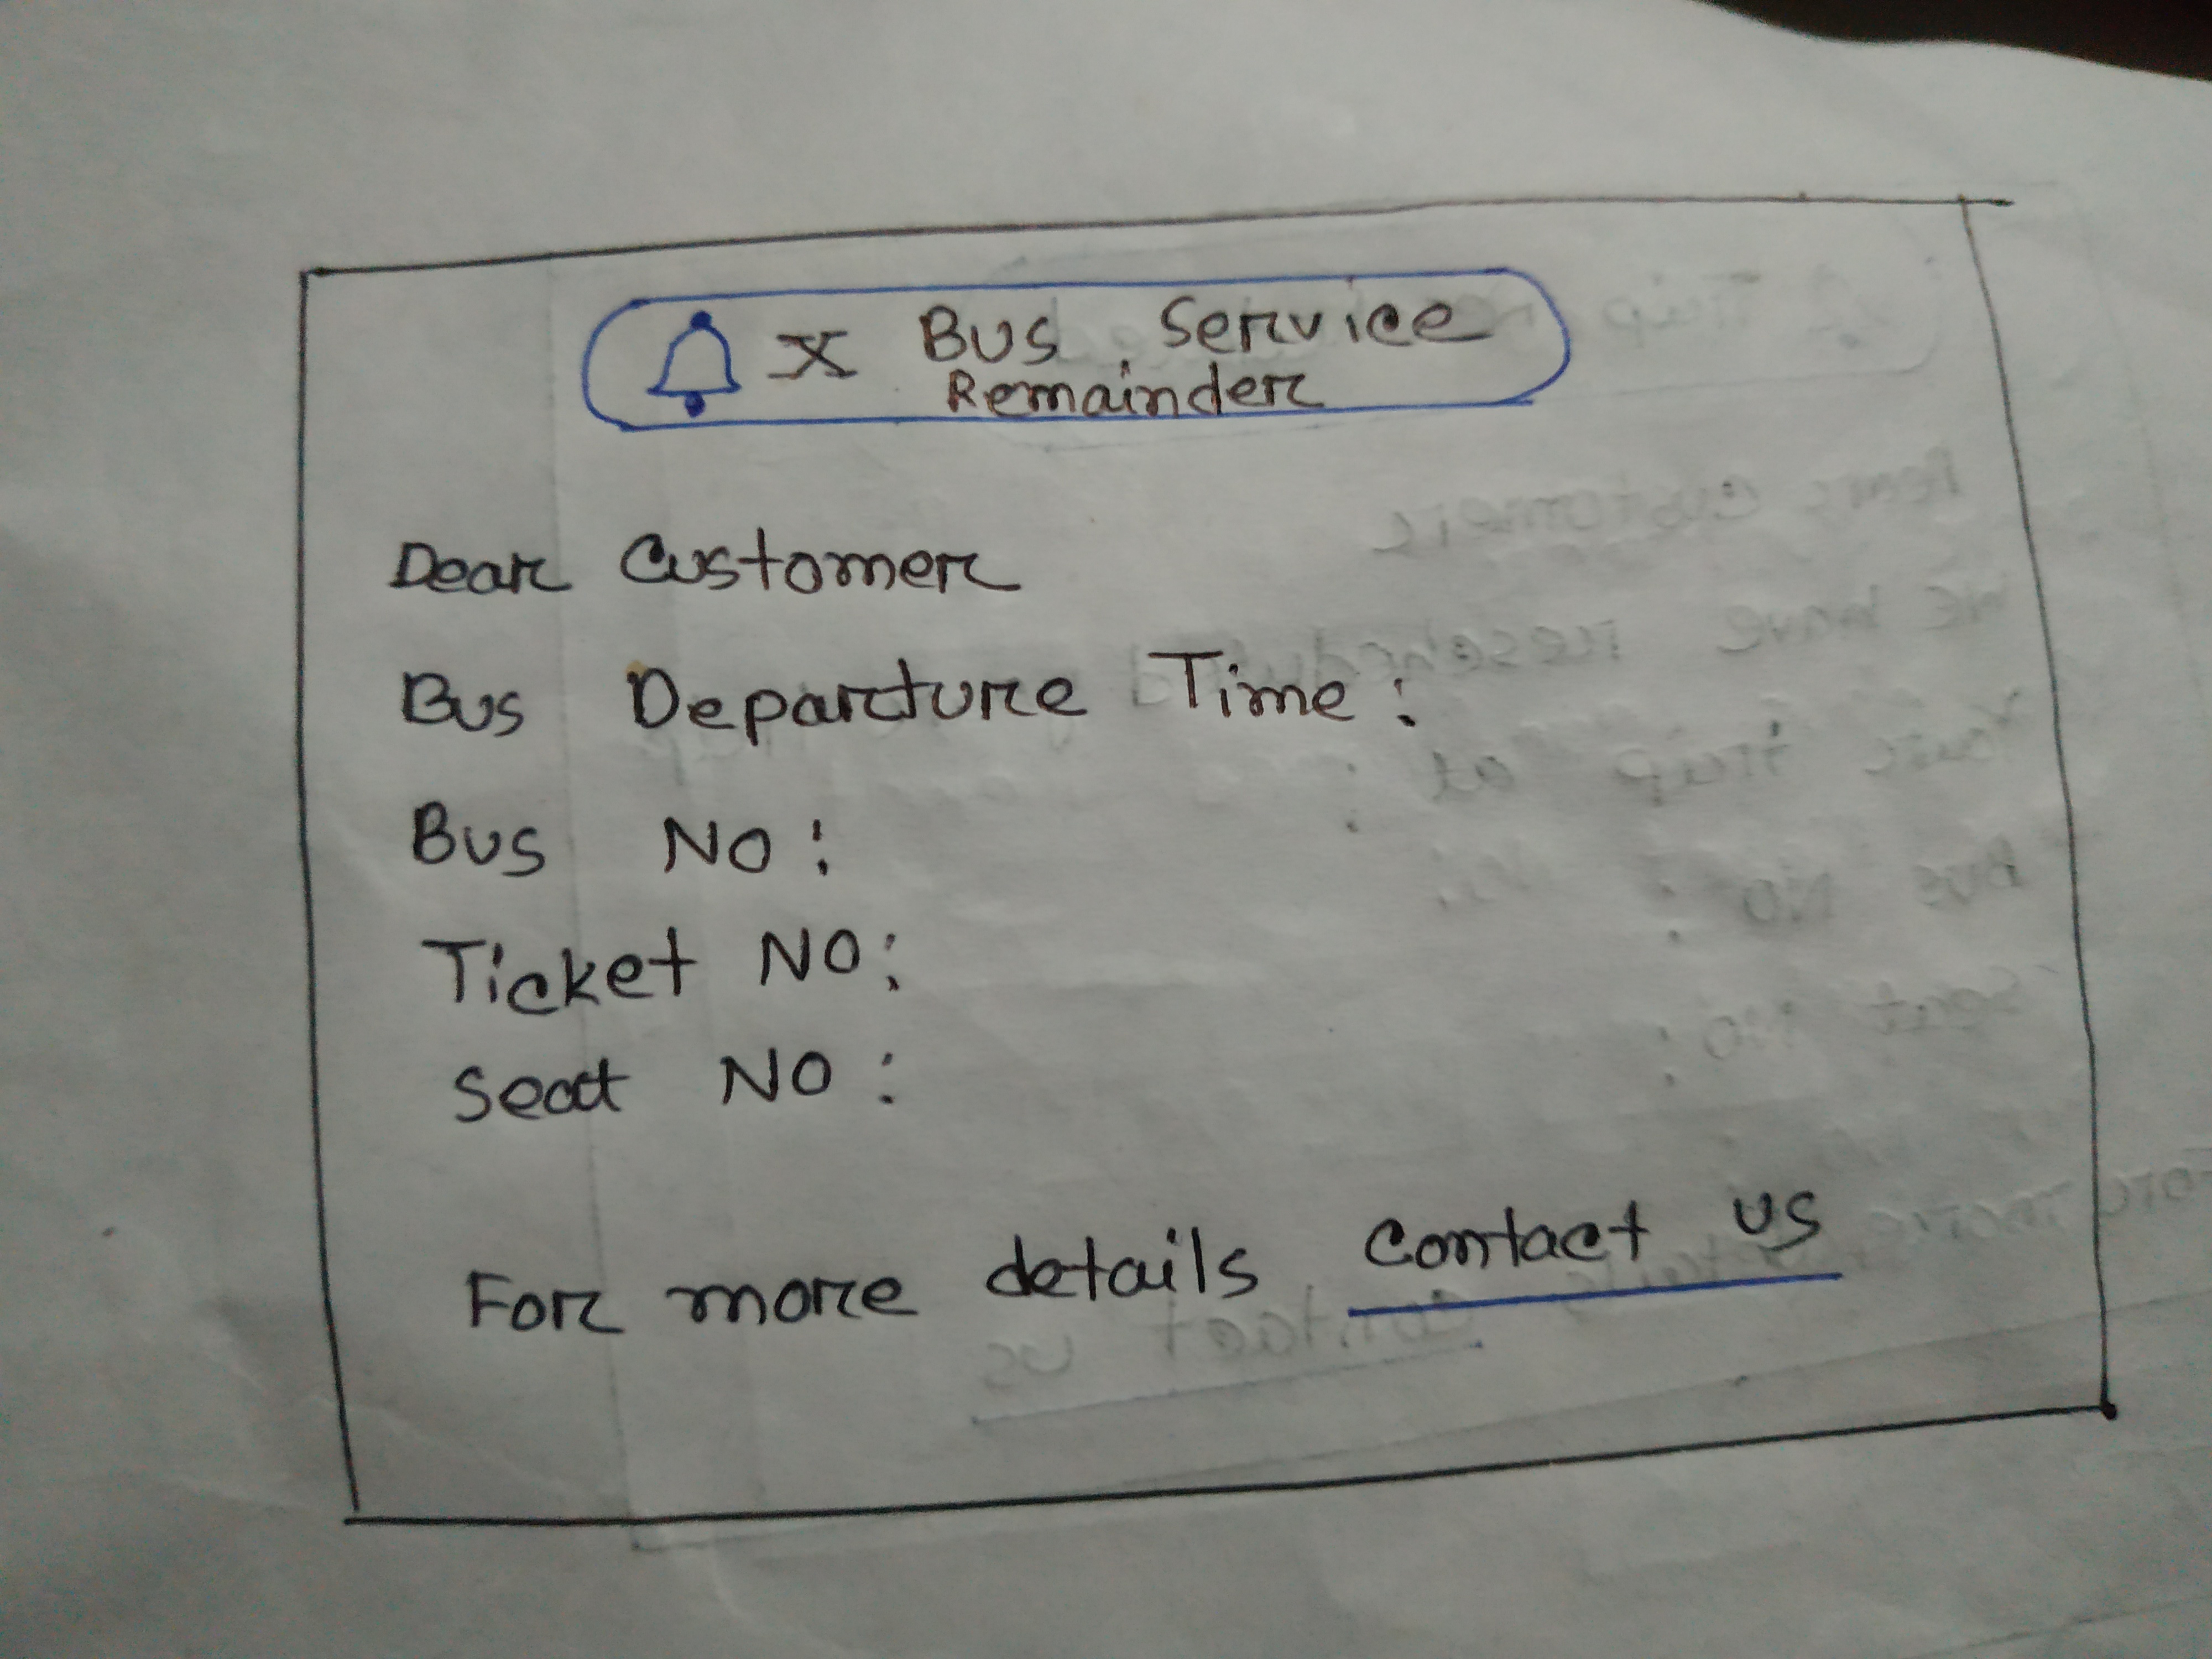 X Bus Service
Remainder
Dear Customer
Bus Departure Time :
Bus NO :
Ticket NO :
Seat NO :
For more details contact us